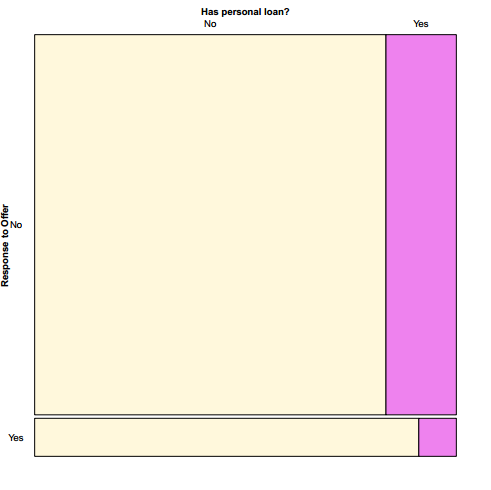 Has personal loan?
No Yes
Response to Offer
No
Yes